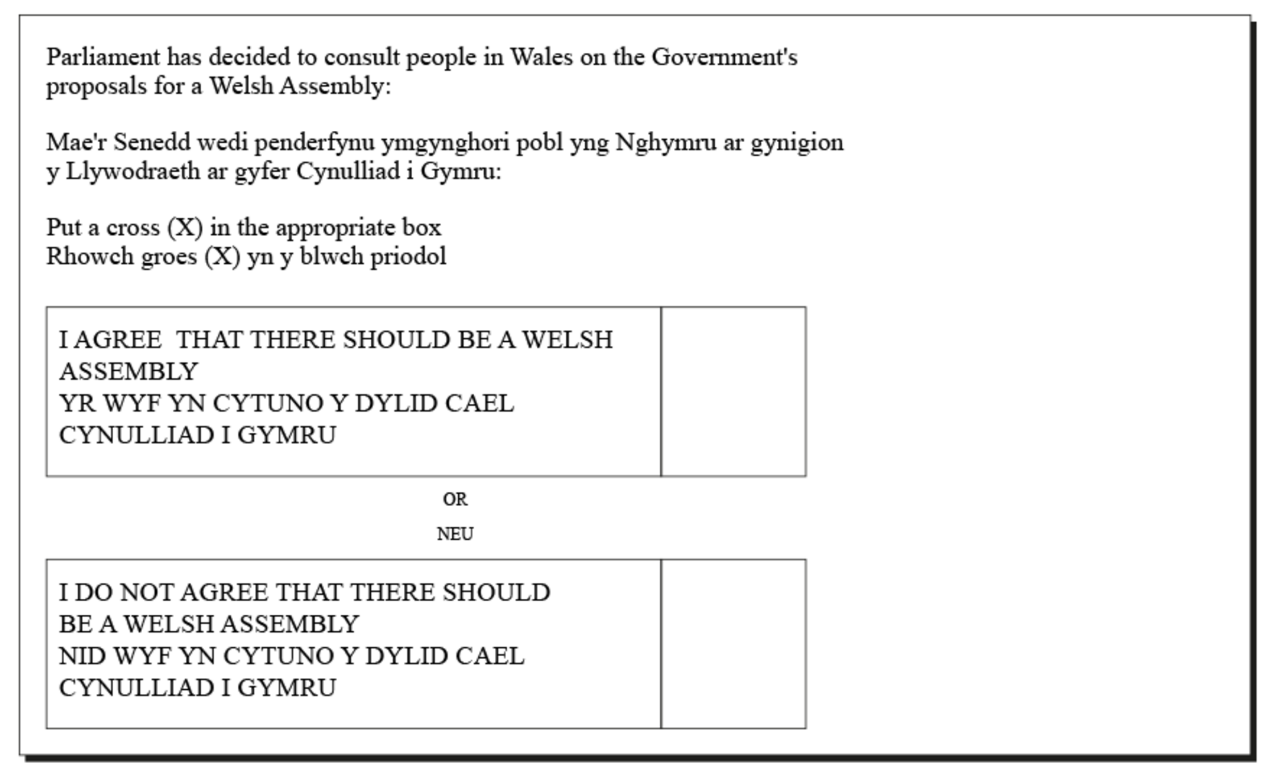 Parliament has decided to consult people in Wales on the Government's
proposals for a Welsh Assembly:
Mae'r Senedd wedi penderfynu ymgynghori pobl yng Nghymru ar gynigion
y Llywodraeth ar gyfer Cynulliad i Gymru:
Put a cross (X) in the appropriate box
Rhowch groes (X) yn y blwch priodol
I AGREE THAT THERE SHOULD BE A WELSH
ASSEMBLY
YR WYF YN CYTUNO Y DYLID CAEL
CYNULLIAD I GYMRU
OR
NEU
I DO NOT AGREE THAT THERE SHOULD
BE A WELSH ASSEMBLY
NID WYF YN CYTUNO Y DYLID CAEL
CYNULLIAD I GYMRU